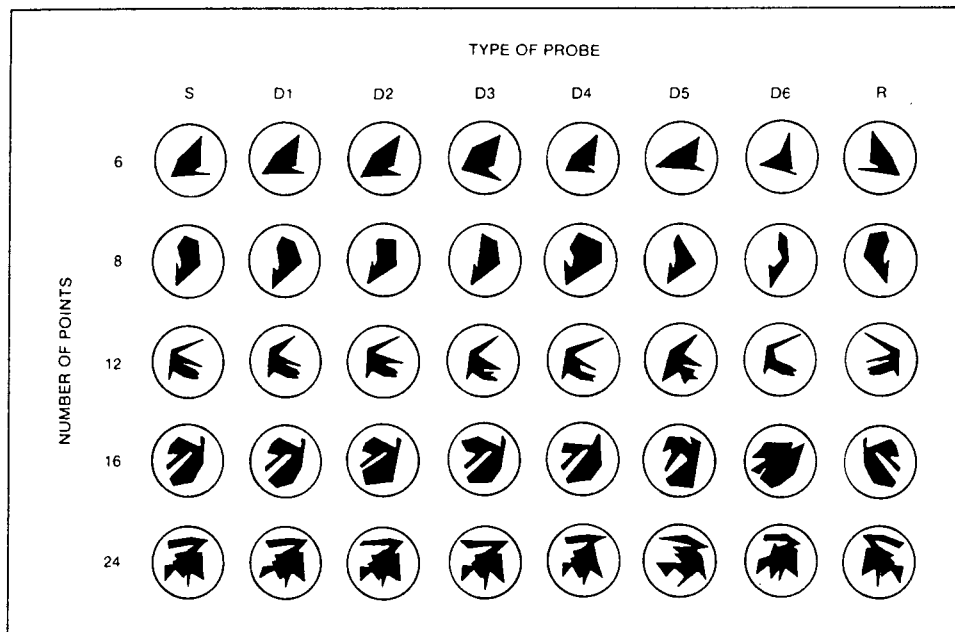 TYPE OF PROBE
S D1 D2 D3 D4 D5 D6 R
NUMBER OF POINTS
6
8
12
16
24